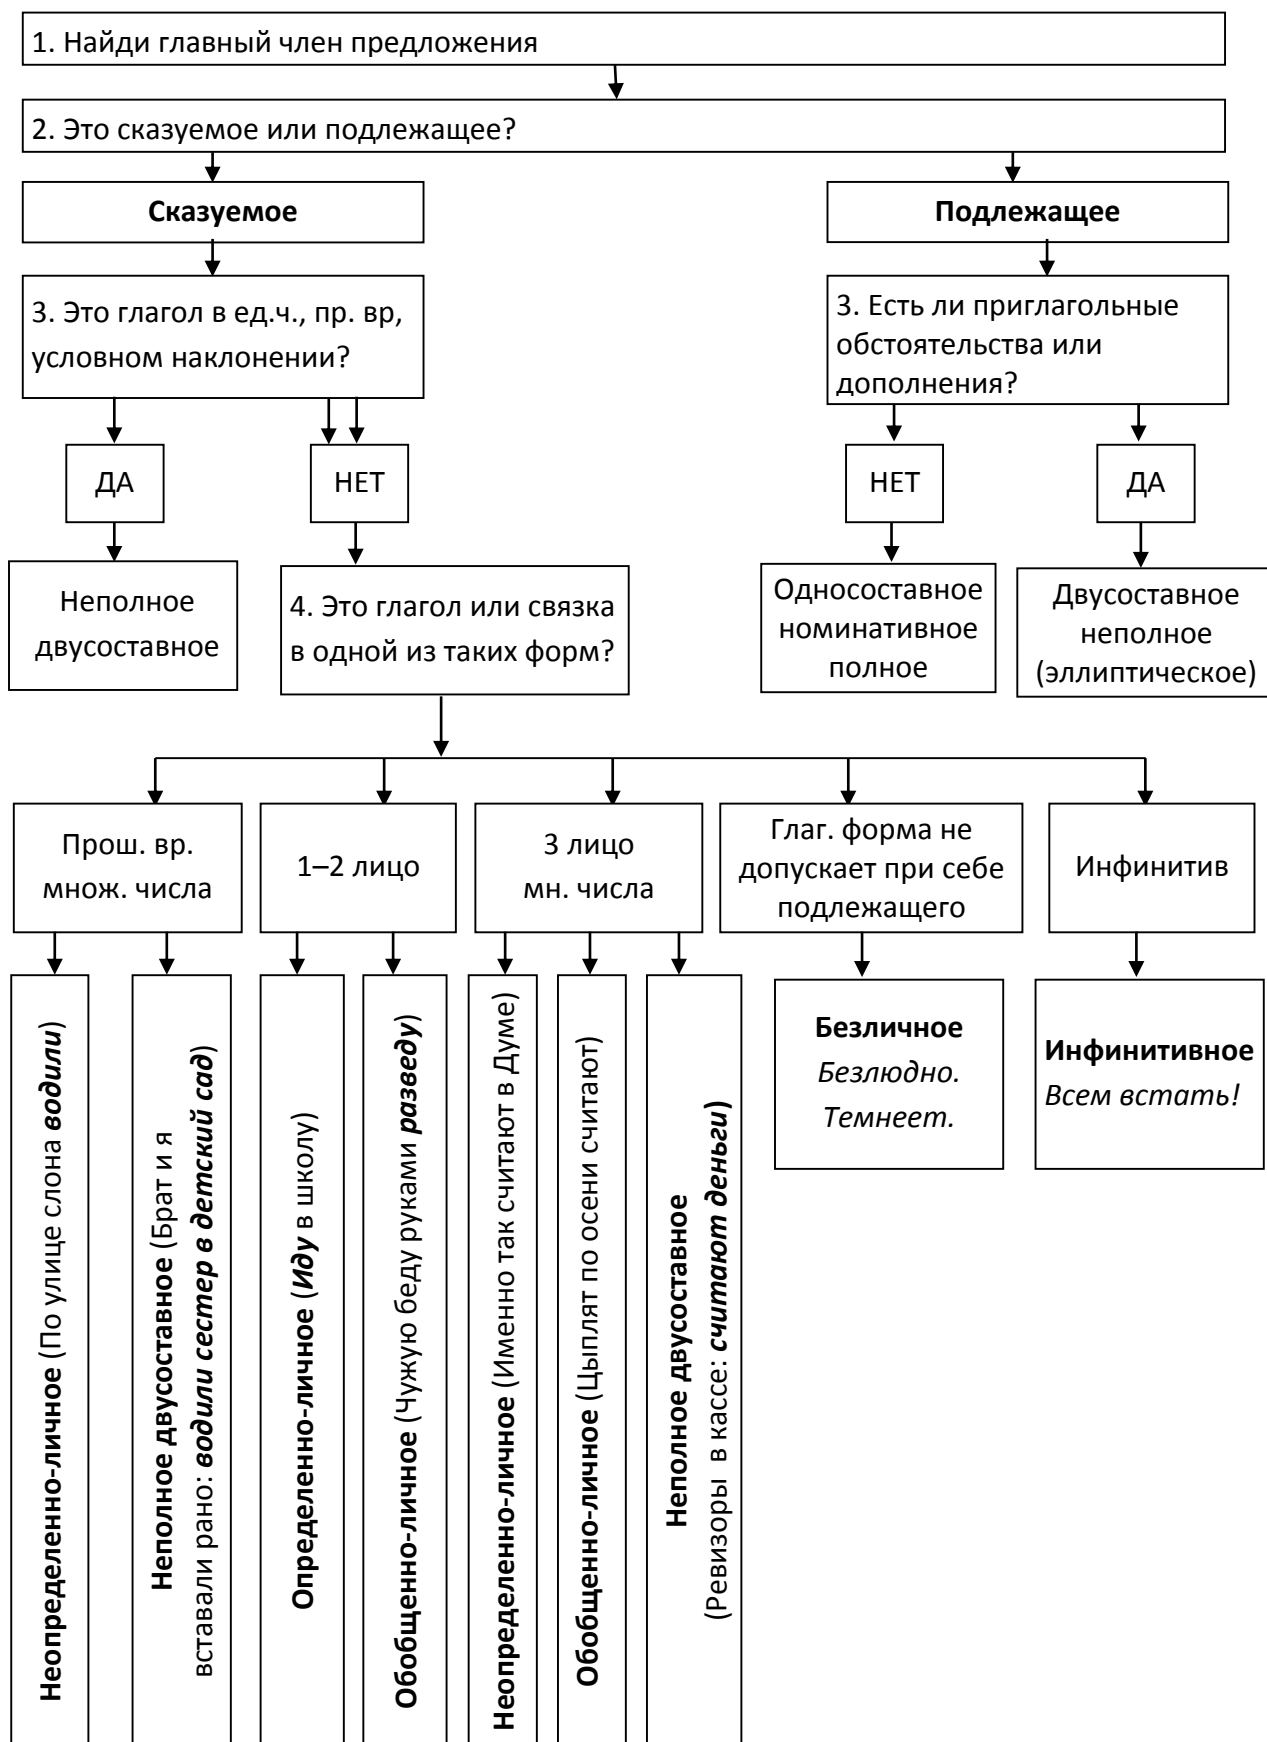 1. Найди главный член предложения
2. Это сказуемое или подлежащее?
Сказуемое
Подлежащее
3. Это глагол в ед.ч., пр. вр,
условном наклонении?
3. Есть ли приглагольные
обстоятельства или
дополнения?
ДА
НЕТ
НЕТ
ДА
Неполное
двусоставное
4. Это глагол или связка
в одной из таких форм?
Односоставное
номинативное
полное
Двусоставное
неполное
(эллиптическое)
Прош. вр.
множ. числа
1–2 лицо
3 лицо
мн. числа
Глаг. форма не
допускает при себе
подлежащего
Инфинитив
Неопределенно-личное (По улице слона водили)
Неполное двусоставное (Брат и я
вставали рано: водили сестер в детский сад)
Определенно-личное (Иду в школу)
Обобщенно-личное (Чужую беду руками разведу)
Неопределенно-личное (Именно так считают в Думе)
Обобщенно-личное (Цыплят по осени считают)
Неполное двусоставное
(Ревизоры в кассе: считают деньги)
Безличное
Безлюдно.
Темнеет.
Инфинитивное
Всем встать!